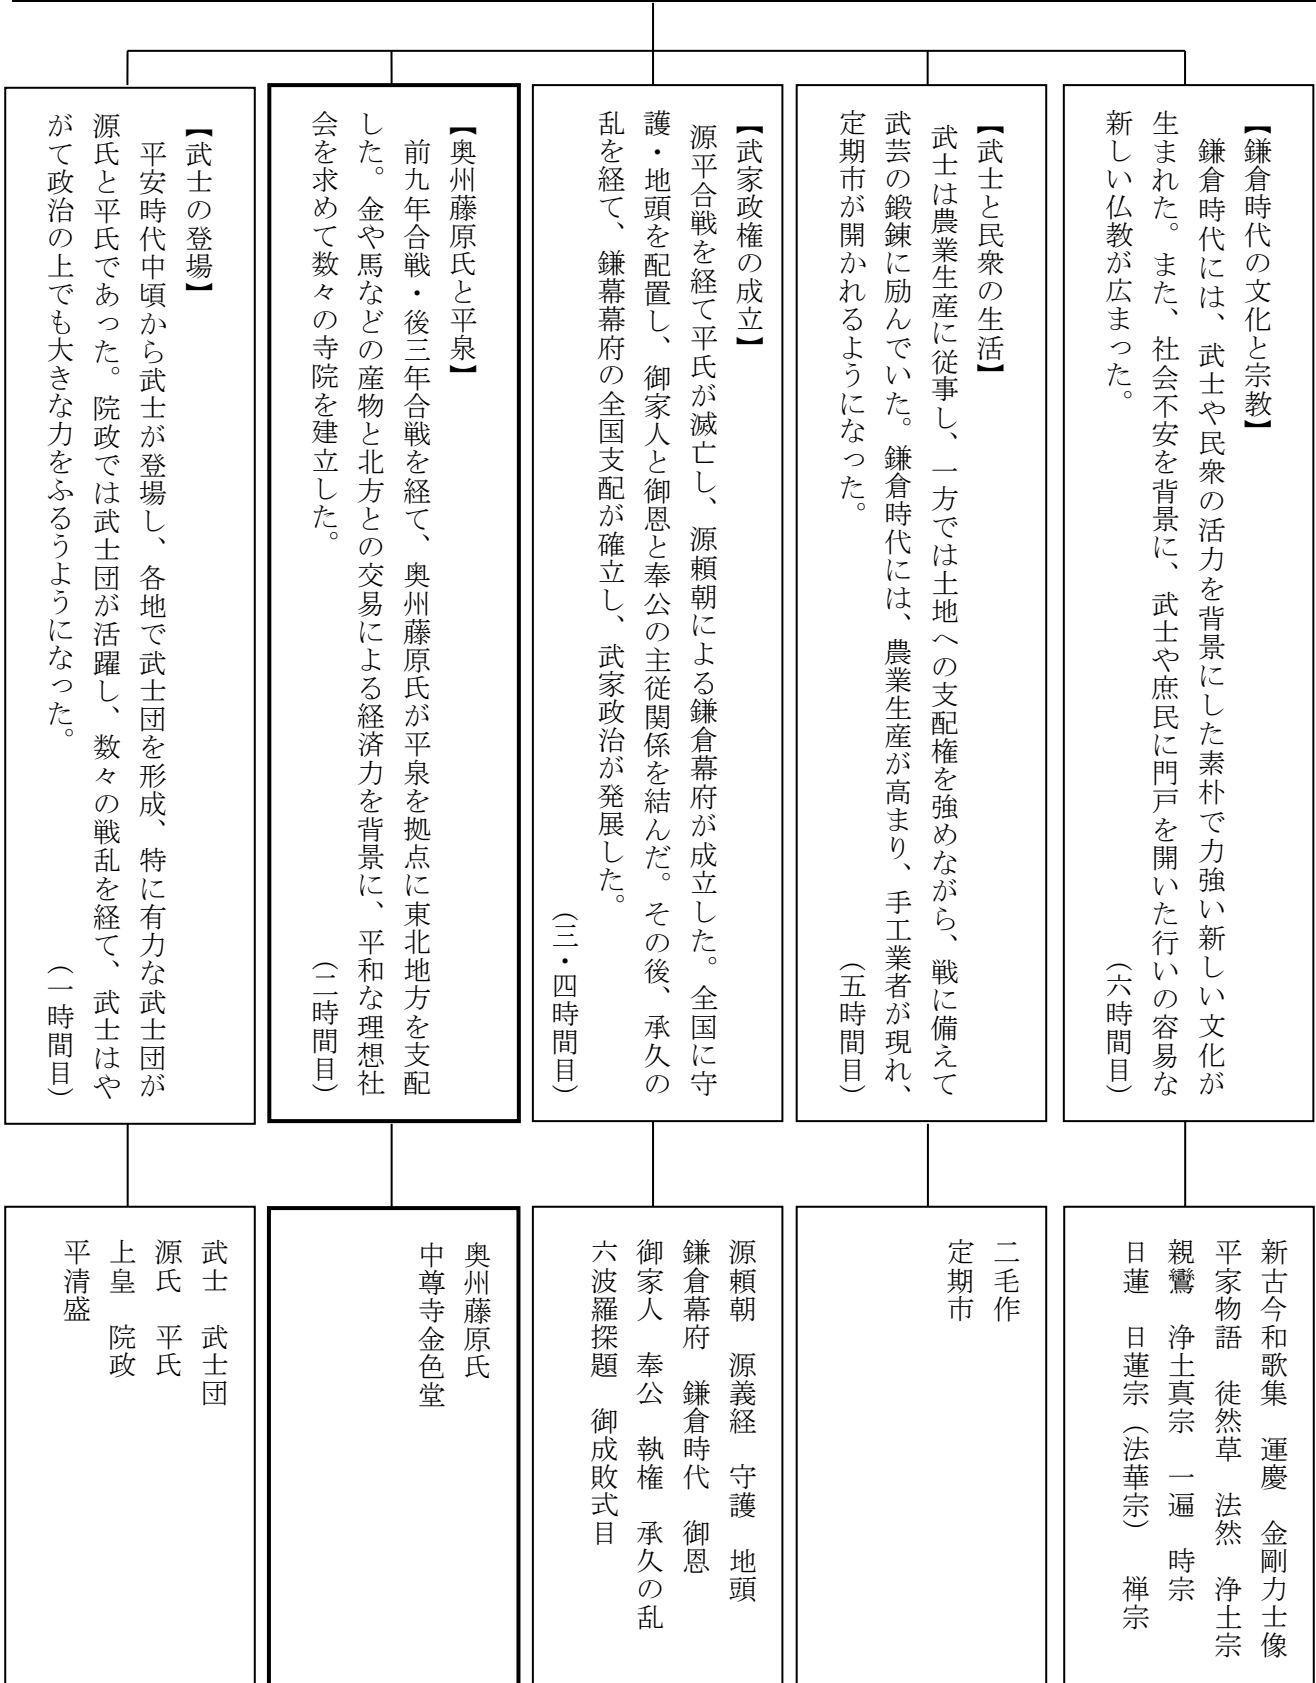 【鎌倉時代の文化と宗教】
鎌倉時代には、武士や民衆の活力を背景にした素朴で力強い新しい文化が
生まれた。また、社会不安を背景に、武士や庶民に門戸を開いた行いの容易な
新しい仏教が広まった。
（六時間目）
【武士と民衆の生活】
武士は農業生産に従事し、一方では土地への支配権を強めながら、戦に備えて
武芸の鍛錬に励んでいた。鎌倉時代には、農業生産が高まり、手工業者が現れ、
定期市が開かれるようになった。
（五時間目）
【武家政権の成立】
源平合戦を経て平氏が滅亡し、源頼朝による鎌倉幕府が成立した。全国に守
護・地頭を配置し、御家人と御恩と奉公の主従関係を結んだ。その後、承久の
乱を経て、鎌幕幕府の全国支配が確立し、武家政治が発展した。
（三・四時間目）
【奥州藤原氏と平泉】
前九年合戦・後三年合戦を経て、奥州藤原氏が平泉を拠点に東北地方を支配
した。金や馬などの産物と北方との交易による経済力を背景に、平和な理想社
会を求めて数々の寺院を建立した。
（二時間目）
【武士の登場】
平安時代中頃から武士が登場し、各地で武士団を形成、特に有力な武士団が
源氏と平氏であった。院政では武士団が活躍し、数々の戦乱を経て、武士はや
がて政治の上でも大きな力をふるうようになった。
（一時間目）
新古今和歌集　運慶　金剛力士像
平家物語　徒然草　法然　浄土宗
親鸞　浄土真宗　一遍　時宗
日蓮　日蓮宗（法華宗）　禅宗
二毛作
定期市
源頼朝　源義経　守護　地頭
鎌倉幕府　鎌倉時代　御恩
御家人　奉公　執権　承久の乱
六波羅探題　御成敗式目
奥州藤原氏
中尊寺金色堂
武士　武士団
源氏　平氏
上皇　院政
平清盛